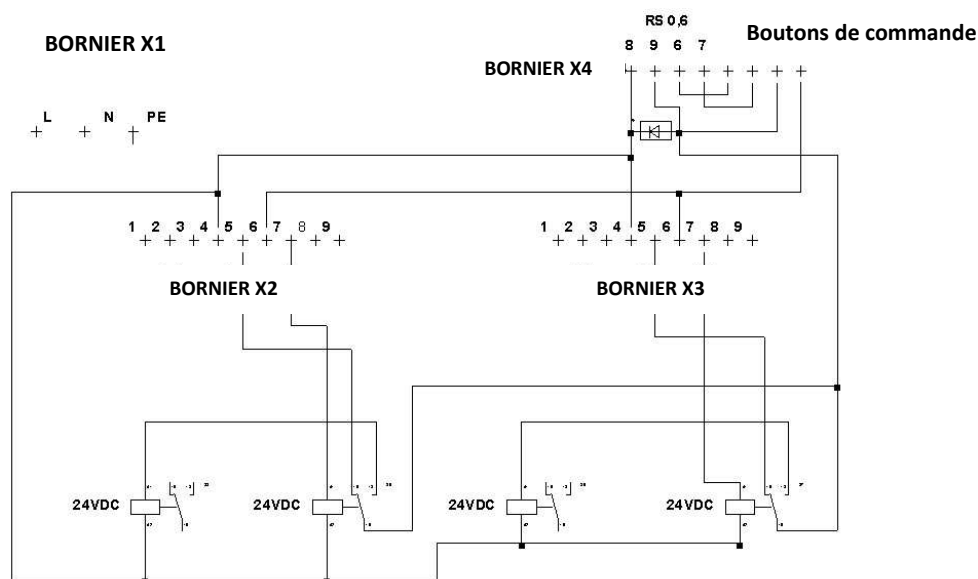 RS 0,6
BORNIER X1
Boutons de commande
8 9 6 7
BORNIER X4
L N PE
1 2 3 4 5 6 7 8 9
1 2 3 4 5 6 7 8 9
BORNIER X2
BORNIER X3
24VDC
24VDC
24VDC
24VDC